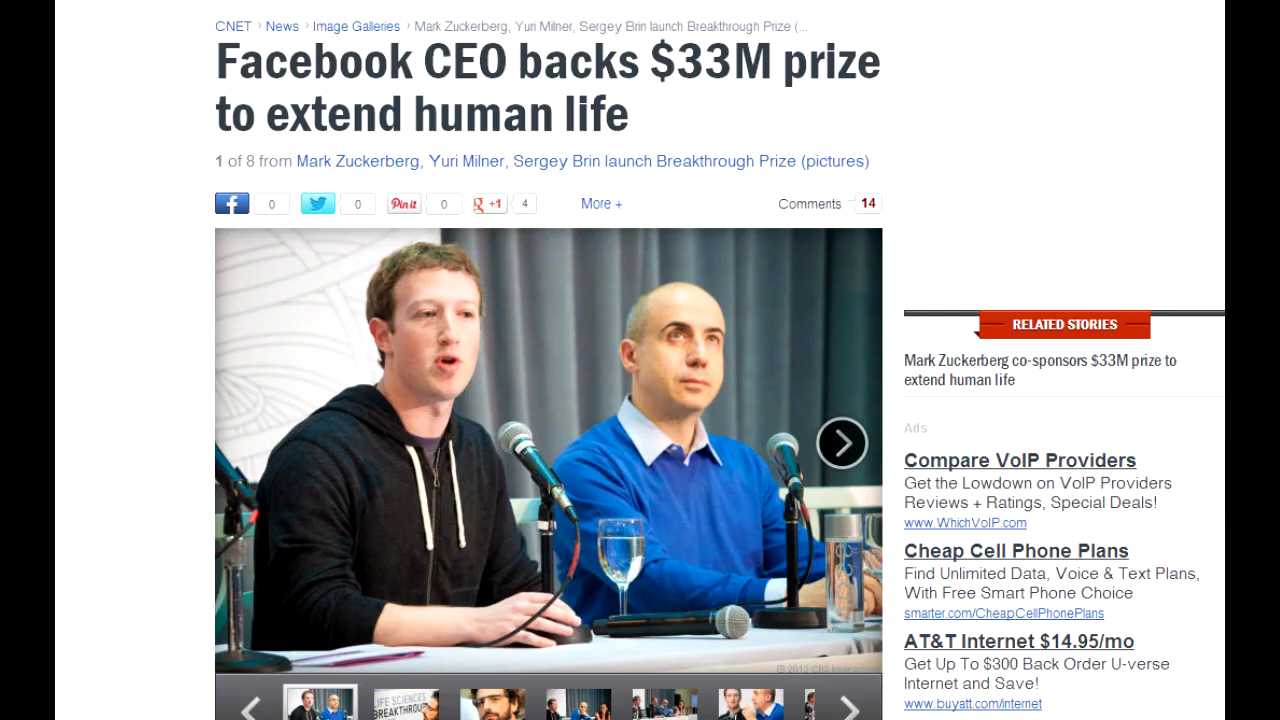 CNET › News › Image Galleries › Mark Zuckerberg, Yuri Milner, Sergey Brin launch Breakthrough Prize (...
Facebook CEO backs $33M prize
to extend human life
1 of 8 from Mark Zuckerberg, Yuri Milner, Sergey Brin launch Breakthrough Prize (pictures)
f 0 0 Pin it 0 g +1 4 More + Comments 14
RELATED STORIES
Mark Zuckerberg co-sponsors $33M prize to
extend human life
Ads
Compare VoIP Providers
Get the Lowdown on VoIP Providers
Reviews + Ratings, Special Deals!
www.WhichVoIP.com
Cheap Cell Phone Plans
Find Unlimited Data, Voice & Text Plans,
With Free Smart Phone Choice
smarter.com/CheapCellPhonePlans
AT&T Internet $14.95/mo
Get Up To $300 Back Order U-verse
Internet and Save!
www.buyatt.com/internet
© 2012 CBS Interactive
LIFE SCIENCES
BREAKTHROUGH